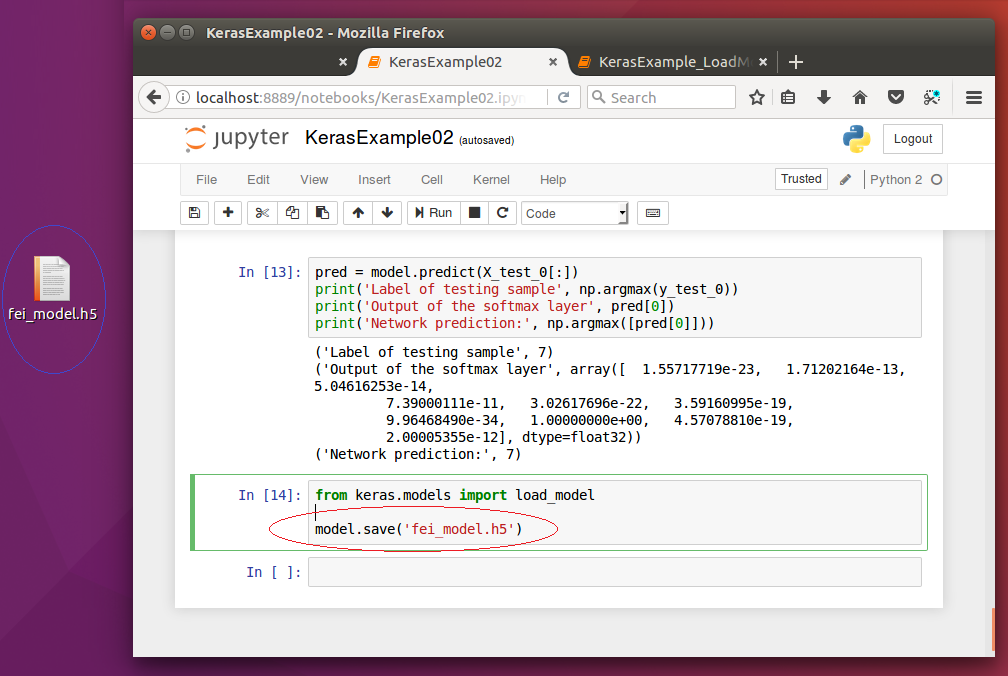 KerasExample02 - Mozilla Firefox
KerasExample02
KerasExample_LoadM
localhost:8889/notebooks/KerasExample02.ipyn
Search
jupyter KerasExample02 (autosaved)
Logout
File Edit View Insert Cell Kernel Help
Trusted
Python 2
Run
Code
fei_model.h5
In [13]: pred = model.predict(X_test_0[:])
print('Label of testing sample', np.argmax(y_test_0))
print('Output of the softmax layer', pred[0])
print('Network prediction:', np.argmax([pred[0]]))
('Label of testing sample', 7)
('Output of the softmax layer', array([ 1.55717719e-23, 1.71202164e-13,
5.04616253e-14,
7.39000111e-11, 3.02617696e-22, 3.59160995e-19,
9.96468490e-34, 1.00000000e+00, 4.57078810e-19,
2.00005355e-12], dtype=float32))
('Network prediction:', 7)
In [14]: from keras.models import load_model
model.save('fei_model.h5')
In [ ]: